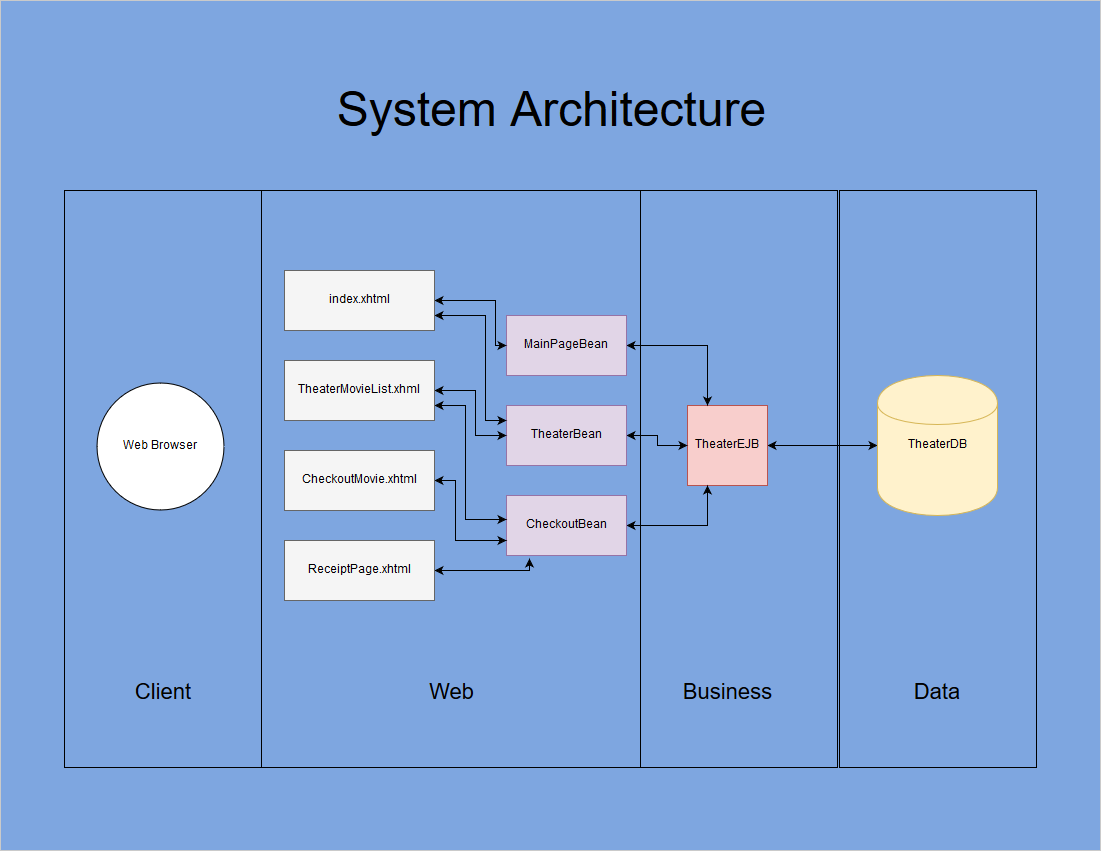 System Architecture
index.xhtml
MainPageBean
TheaterMovieList.xhml
TheaterBean
Web Browser
TheaterEJB
TheaterDB
CheckoutMovie.xhtml
CheckoutBean
ReceiptPage.xhtml
Client
Web
Business
Data